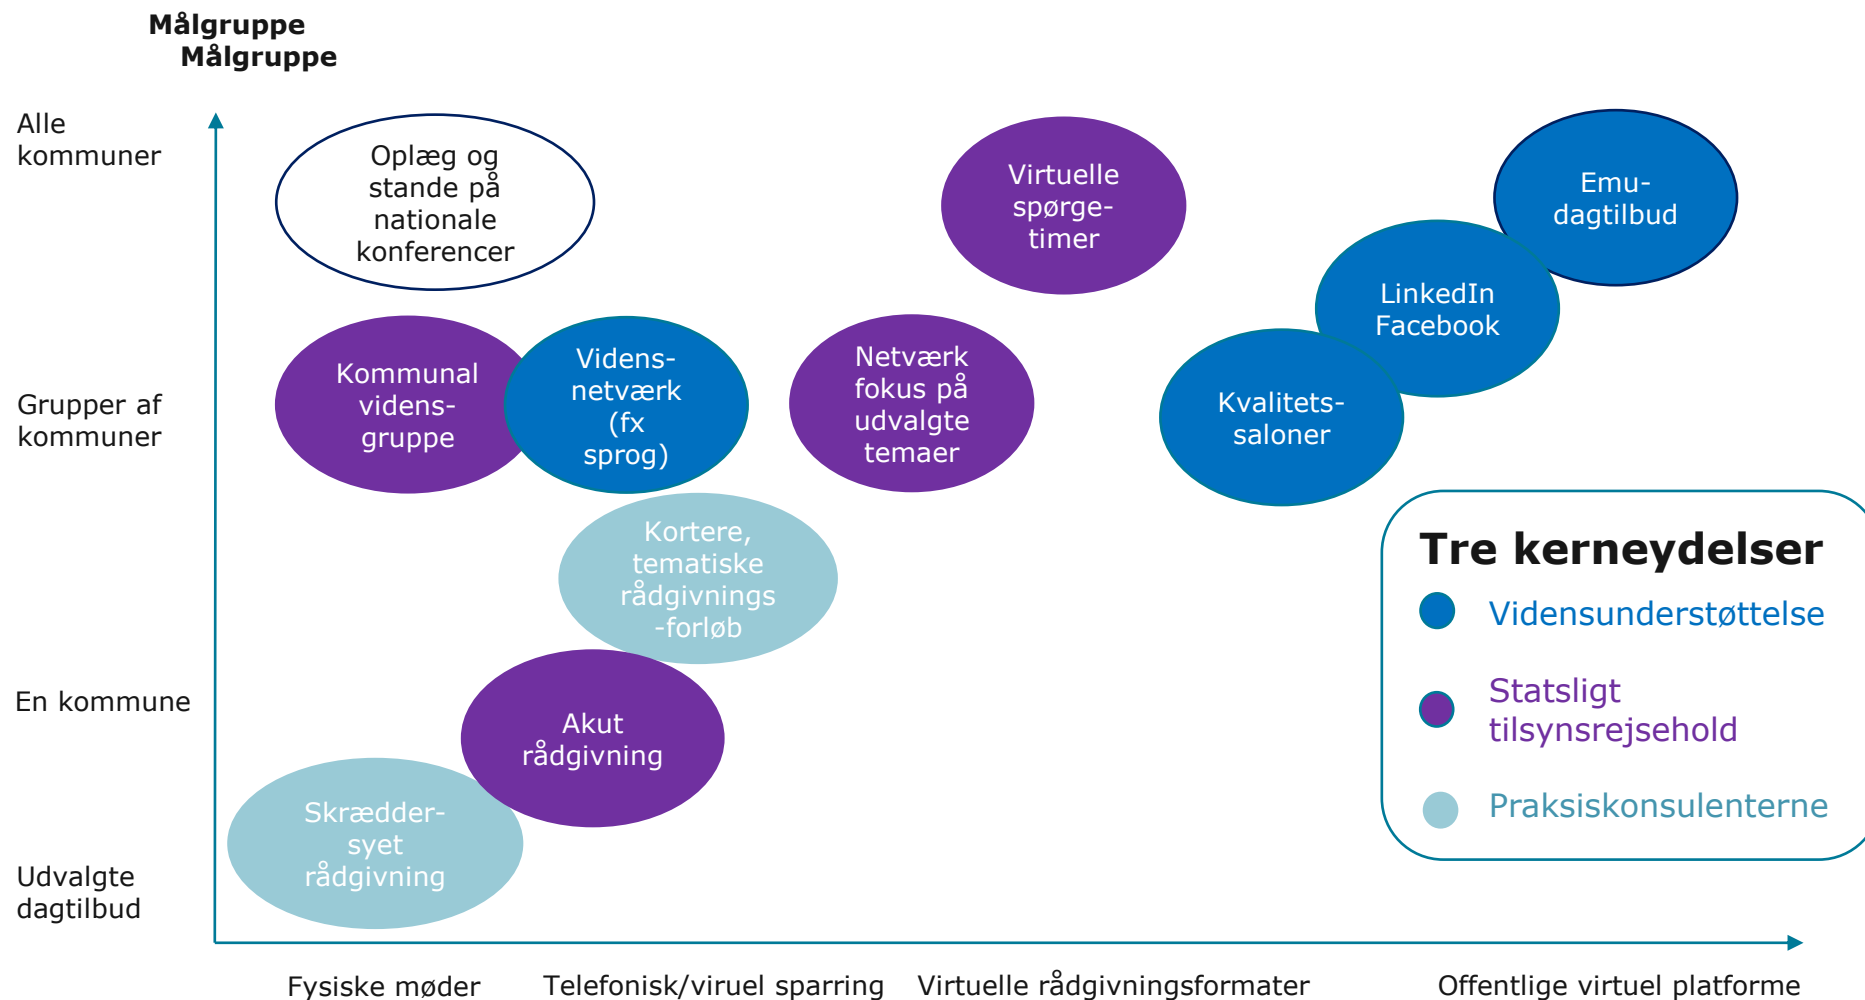 Målgruppe
Målgruppe
Alle
kommuner
Oplæg og
stande på
nationale
konferencer
Virtuelle
spørge-
timer
Emu-
dagtilbud
LinkedIn
Facebook
Grupper af
kommuner
Kommunal
videns-
gruppe
Videns-
netværk
(fx
sprog)
Netværk
fokus på
udvalgte
temaer
Kvalitets-
saloner
Kortere,
tematiske
rådgivnings
-forløb
En kommune
Akut
rådgivning
Skrædder-
syet
rådgivning
Udvalgte
dagtilbud
Tre kerneydelser
Vidensunderstøttelse
Statsligt
tilsynsrejsehold
Praksiskonsulenterne
Fysiske møder
Telefonisk/viruel sparring
Virtuelle rådgivningsformater
Offentlige virtuel platforme